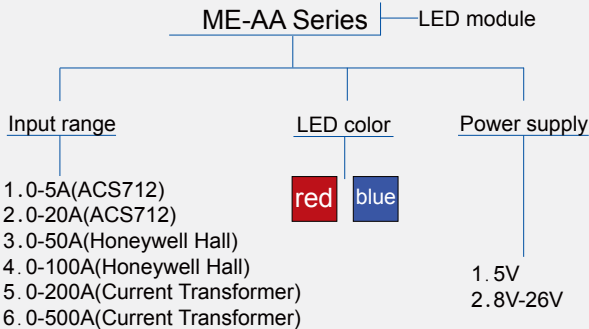 ME-AA Series
LED module
Input range
LED color
Power supply
1.0-5A(ACS712)
2.0-20A(ACS712)
3.0-50A(Honeywell Hall)
4.0-100A(Honeywell Hall)
5.0-200A(Current Transformer)
6.0-500A(Current Transformer)
red
blue
1.5V
2.8V-26V